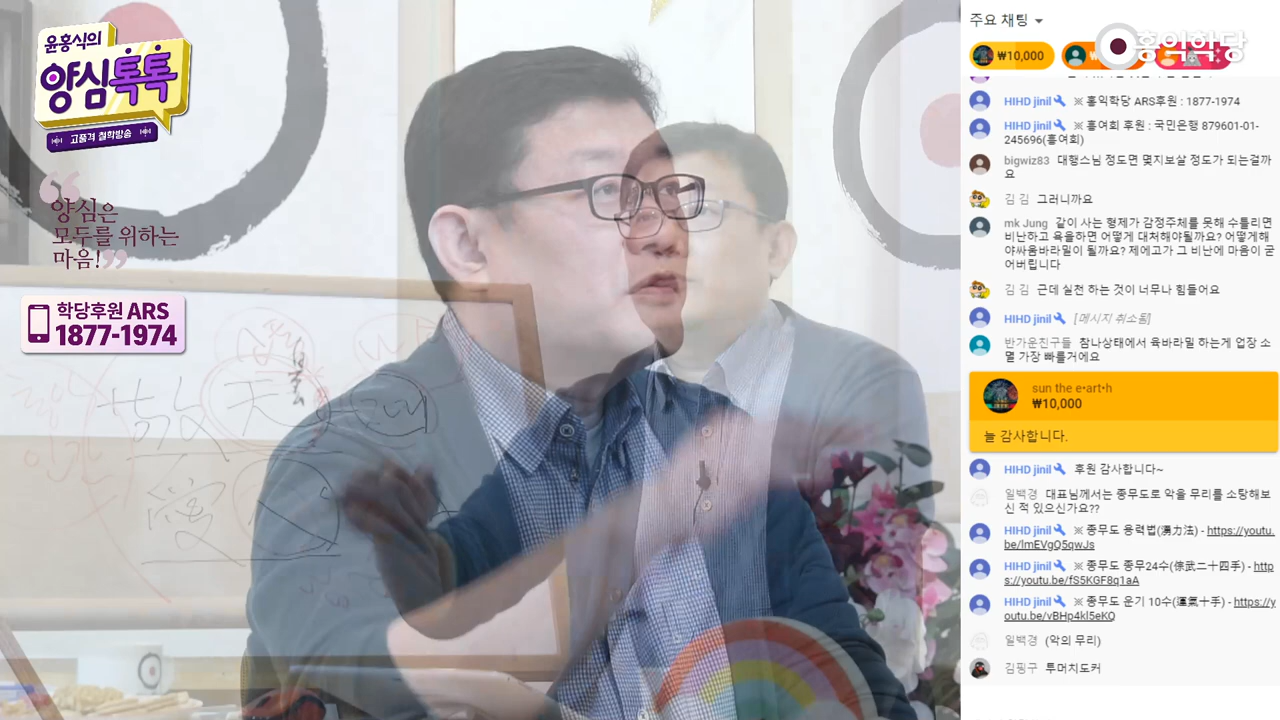 윤홍식의
양심톡톡
고품격 철학방송
양심은
모두를 위하는
마음!
학당후원 ARS
1877-1974
敬天
주요 채팅
₩10,000
홍익학당
HIHD jinil ※ 홍익학당 ARS후원 : 1877-1974
HIHD jinil ※ 홍여회 후원 : 국민은행 879601-01-
245696(홍여회)
bigwiz83 대행스님 정도면 몇지보살 정도가 되는걸까
요
김 김 그러니까요
mk Jung 같이 사는 형제가 감정주체를 못해 수틀리면
비난하고 욕을하면 어떻게 대처해야될까요? 어떻게해
야싸움바라밀이 될까요? 제에고가 그 비난에 마음이 굳
어버립니다
김 김 근데 실천 하는 것이 너무나 힘들어요
HIHD jinil [메시지 취소됨]
반가운친구들 참나상태에서 육바라밀 하는게 업장 소
멸 가장 빠를거에요
sun the e•art•h
₩10,000
늘 감사합니다.
HIHD jinil 후원 감사합니다~
일백경 대표님께서는 종무도로 악을 무리를 소탕해보
신 적 있으신가요??
HIHD jinil ※ 종무도 용력법(湧力法) - https://youtu.
be/lmEVgQ5qwJs
HIHD jinil ※ 종무도 종무24수(倧武二十四手) - http
s://youtu.be/fS5KGF8q1aA
HIHD jinil ※ 종무도 운기 10수(運氣十手) - https://y
outu.be/vBHp4kl5eKQ
일백경 (악의 무리)
김핑구 투머치도커